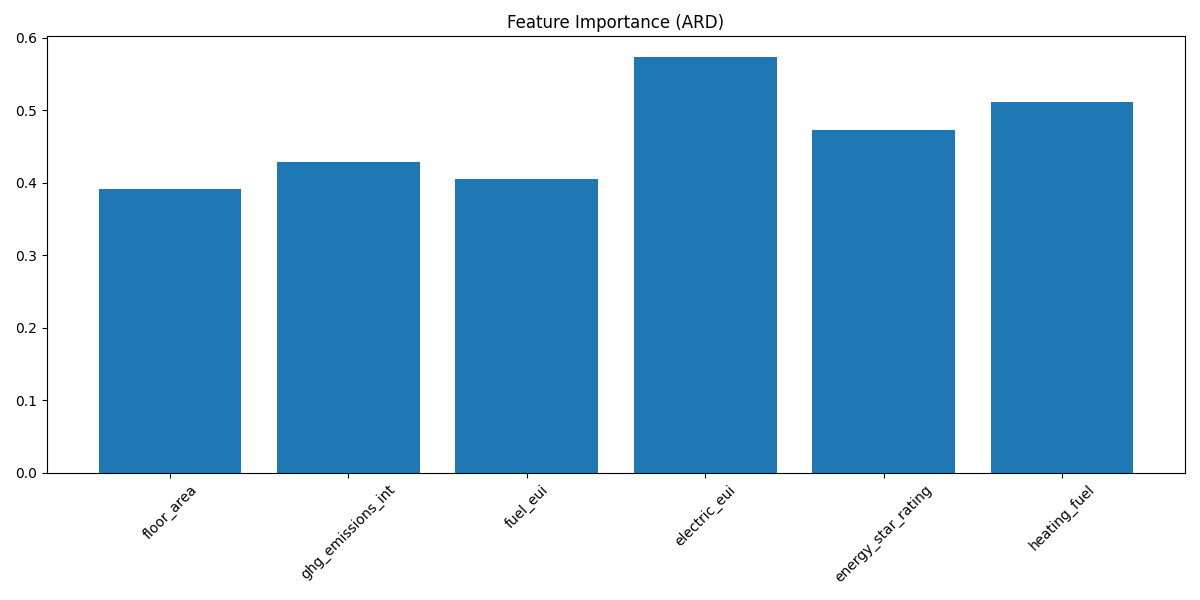 Feature Importance (ARD)
0.6
0.5
0.4
0.3
0.2
0.1
0.0
floor_area
ghg_emissions_int
fuel_eui
electric_eui
energy_star_rating
heating_fuel